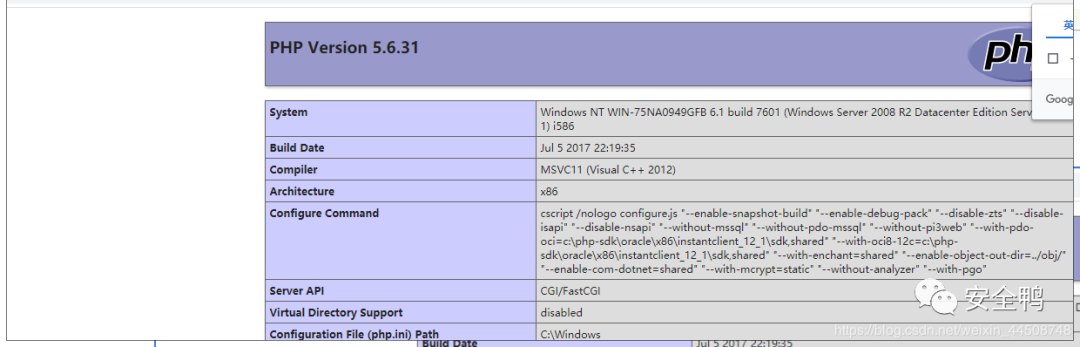 PHP Version 5.6.31
php
英
Goog
System
Windows NT WIN-75NA0949GFB 6.1 build 7601 (Windows Server 2008 R2 Datacenter Edition Serv
1) i586
Build Date
Jul 5 2017 22:19:35
Compiler
MSVC11 (Visual C++ 2012)
Architecture
x86
Configure Command
cscript /nologo configure.js "--enable-snapshot-build" "--enable-debug-pack" "--disable-zts" "--disable-
isapi" "--disable-nsapi" "--without-mssql" "--without-pdo-mssql" "--without-pi3web" "--with-pdo-
oci=c:\php-sdk\oracle\x86\instantclient_12_1\sdk,shared" "--with-oci8-12c=c:\php-
sdk\oracle\x86\instantclient_12_1\sdk,shared" "--with-enchant=shared" "--enable-object-out-dir=../obj/"
"--enable-com-dotnet=shared" "--with-mcrypt=static" "--without-analyzer" "--with-pgo"
Server API
CGI/FastCGI
安全鸭
Virtual Directory Support
disabled
https://blog.csdn.net/weixin_44508748
Configuration File (php.ini) Path
C:\Windows
Build Date
Jul 5 2017 22:19:35